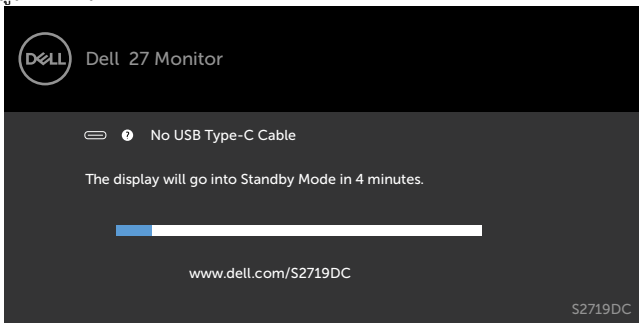 DELL
Dell 27 Monitor
? No USB Type-C Cable
The display will go into Standby Mode in 4 minutes.
www.dell.com/S2719DC
S2719DC